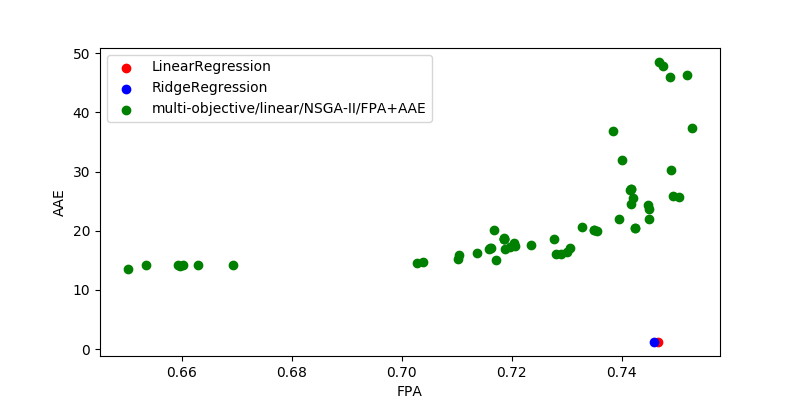 LinearRegression
RidgeRegression
multi-objective/linear/NSGA-II/FPA+AAE
50
40
30
20
10
0
AAE
0.66
0.68
0.70
0.72
0.74
FPA